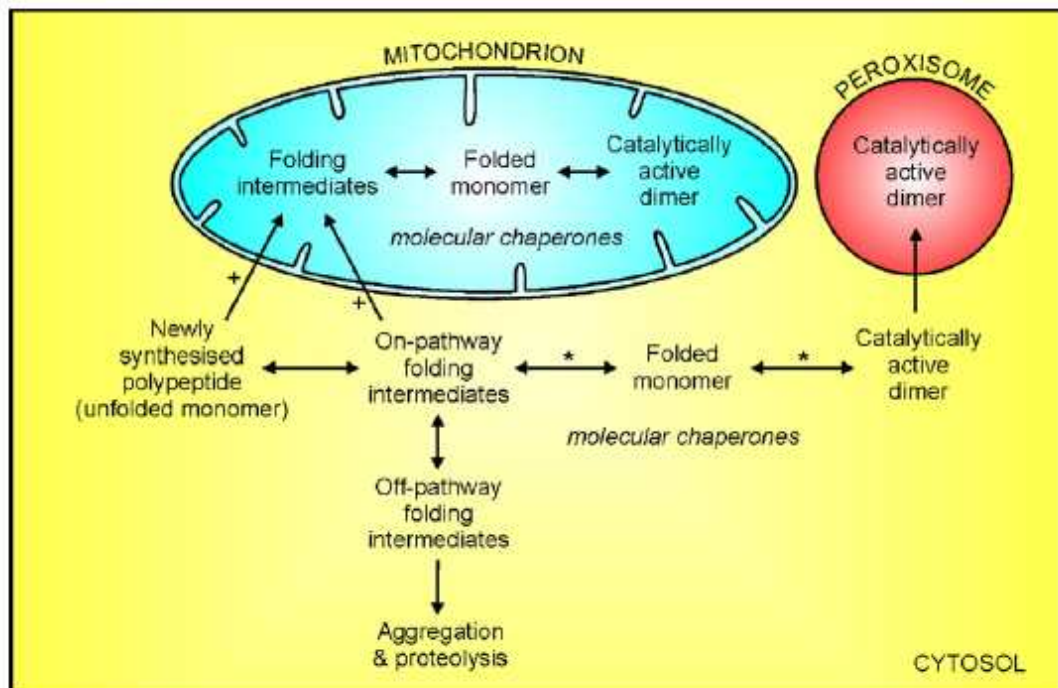 MITOCHONDRION
PEROXISOME
Folding
intermediates
Folded
monomer
Catalytically
active
dimer
molecular chaperones
Catalytically
active
dimer
+
+
Newly
synthesised
polypeptide
(unfolded monomer)
On-pathway
folding
intermediates
*
Folded
monomer
*
Catalytically
active
dimer
molecular chaperones
Off-pathway
folding
intermediates
Aggregation
& proteolysis
CYTOSOL